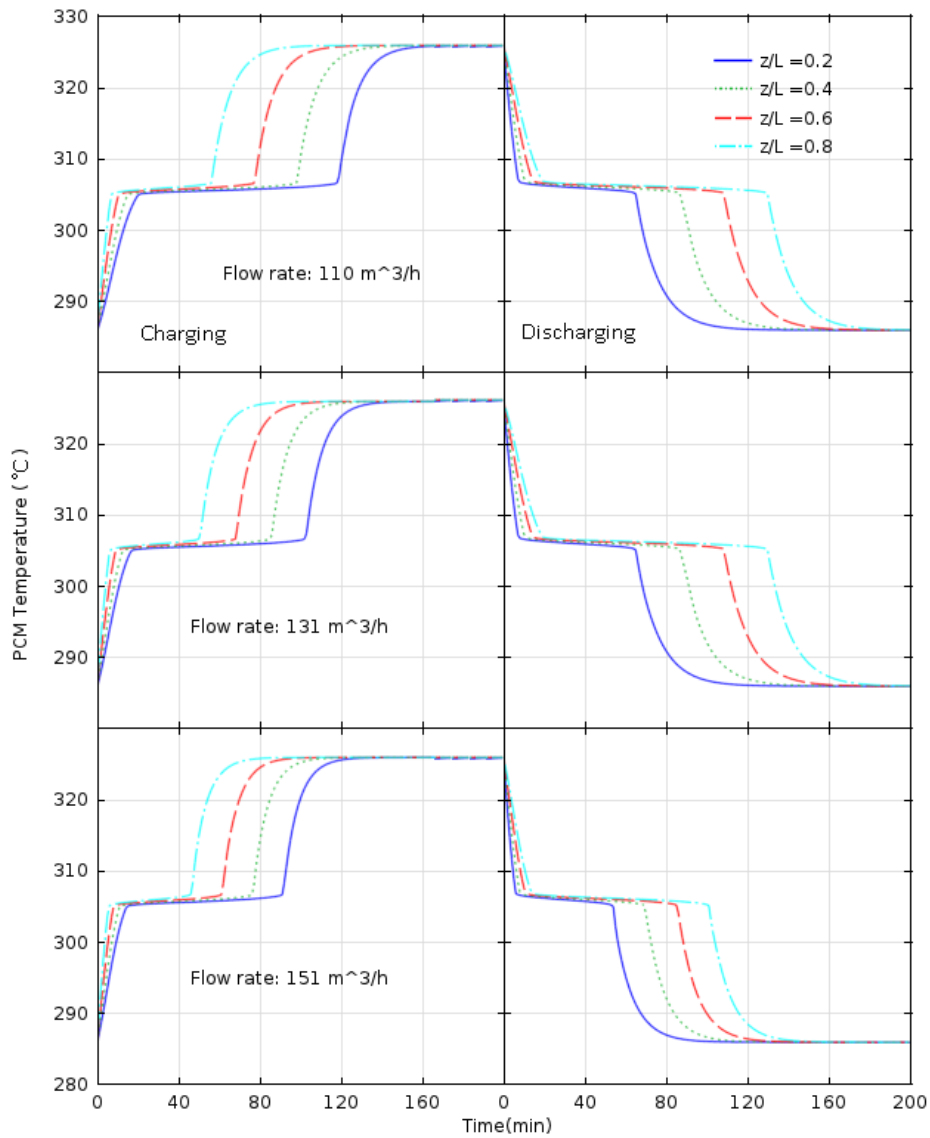 330
320
310
300
290
Charging
Flow rate: 110 m^3/h
Discharging
z/L =0.2
z/L =0.4
z/L =0.6
z/L =0.8
320
310
300
290
Flow rate: 131 m^3/h
PCM Temperature (℃)
320
310
300
290
280
Flow rate: 151 m^3/h
0 40 80 120 160 0 40 80 120 160 200
Time(min)